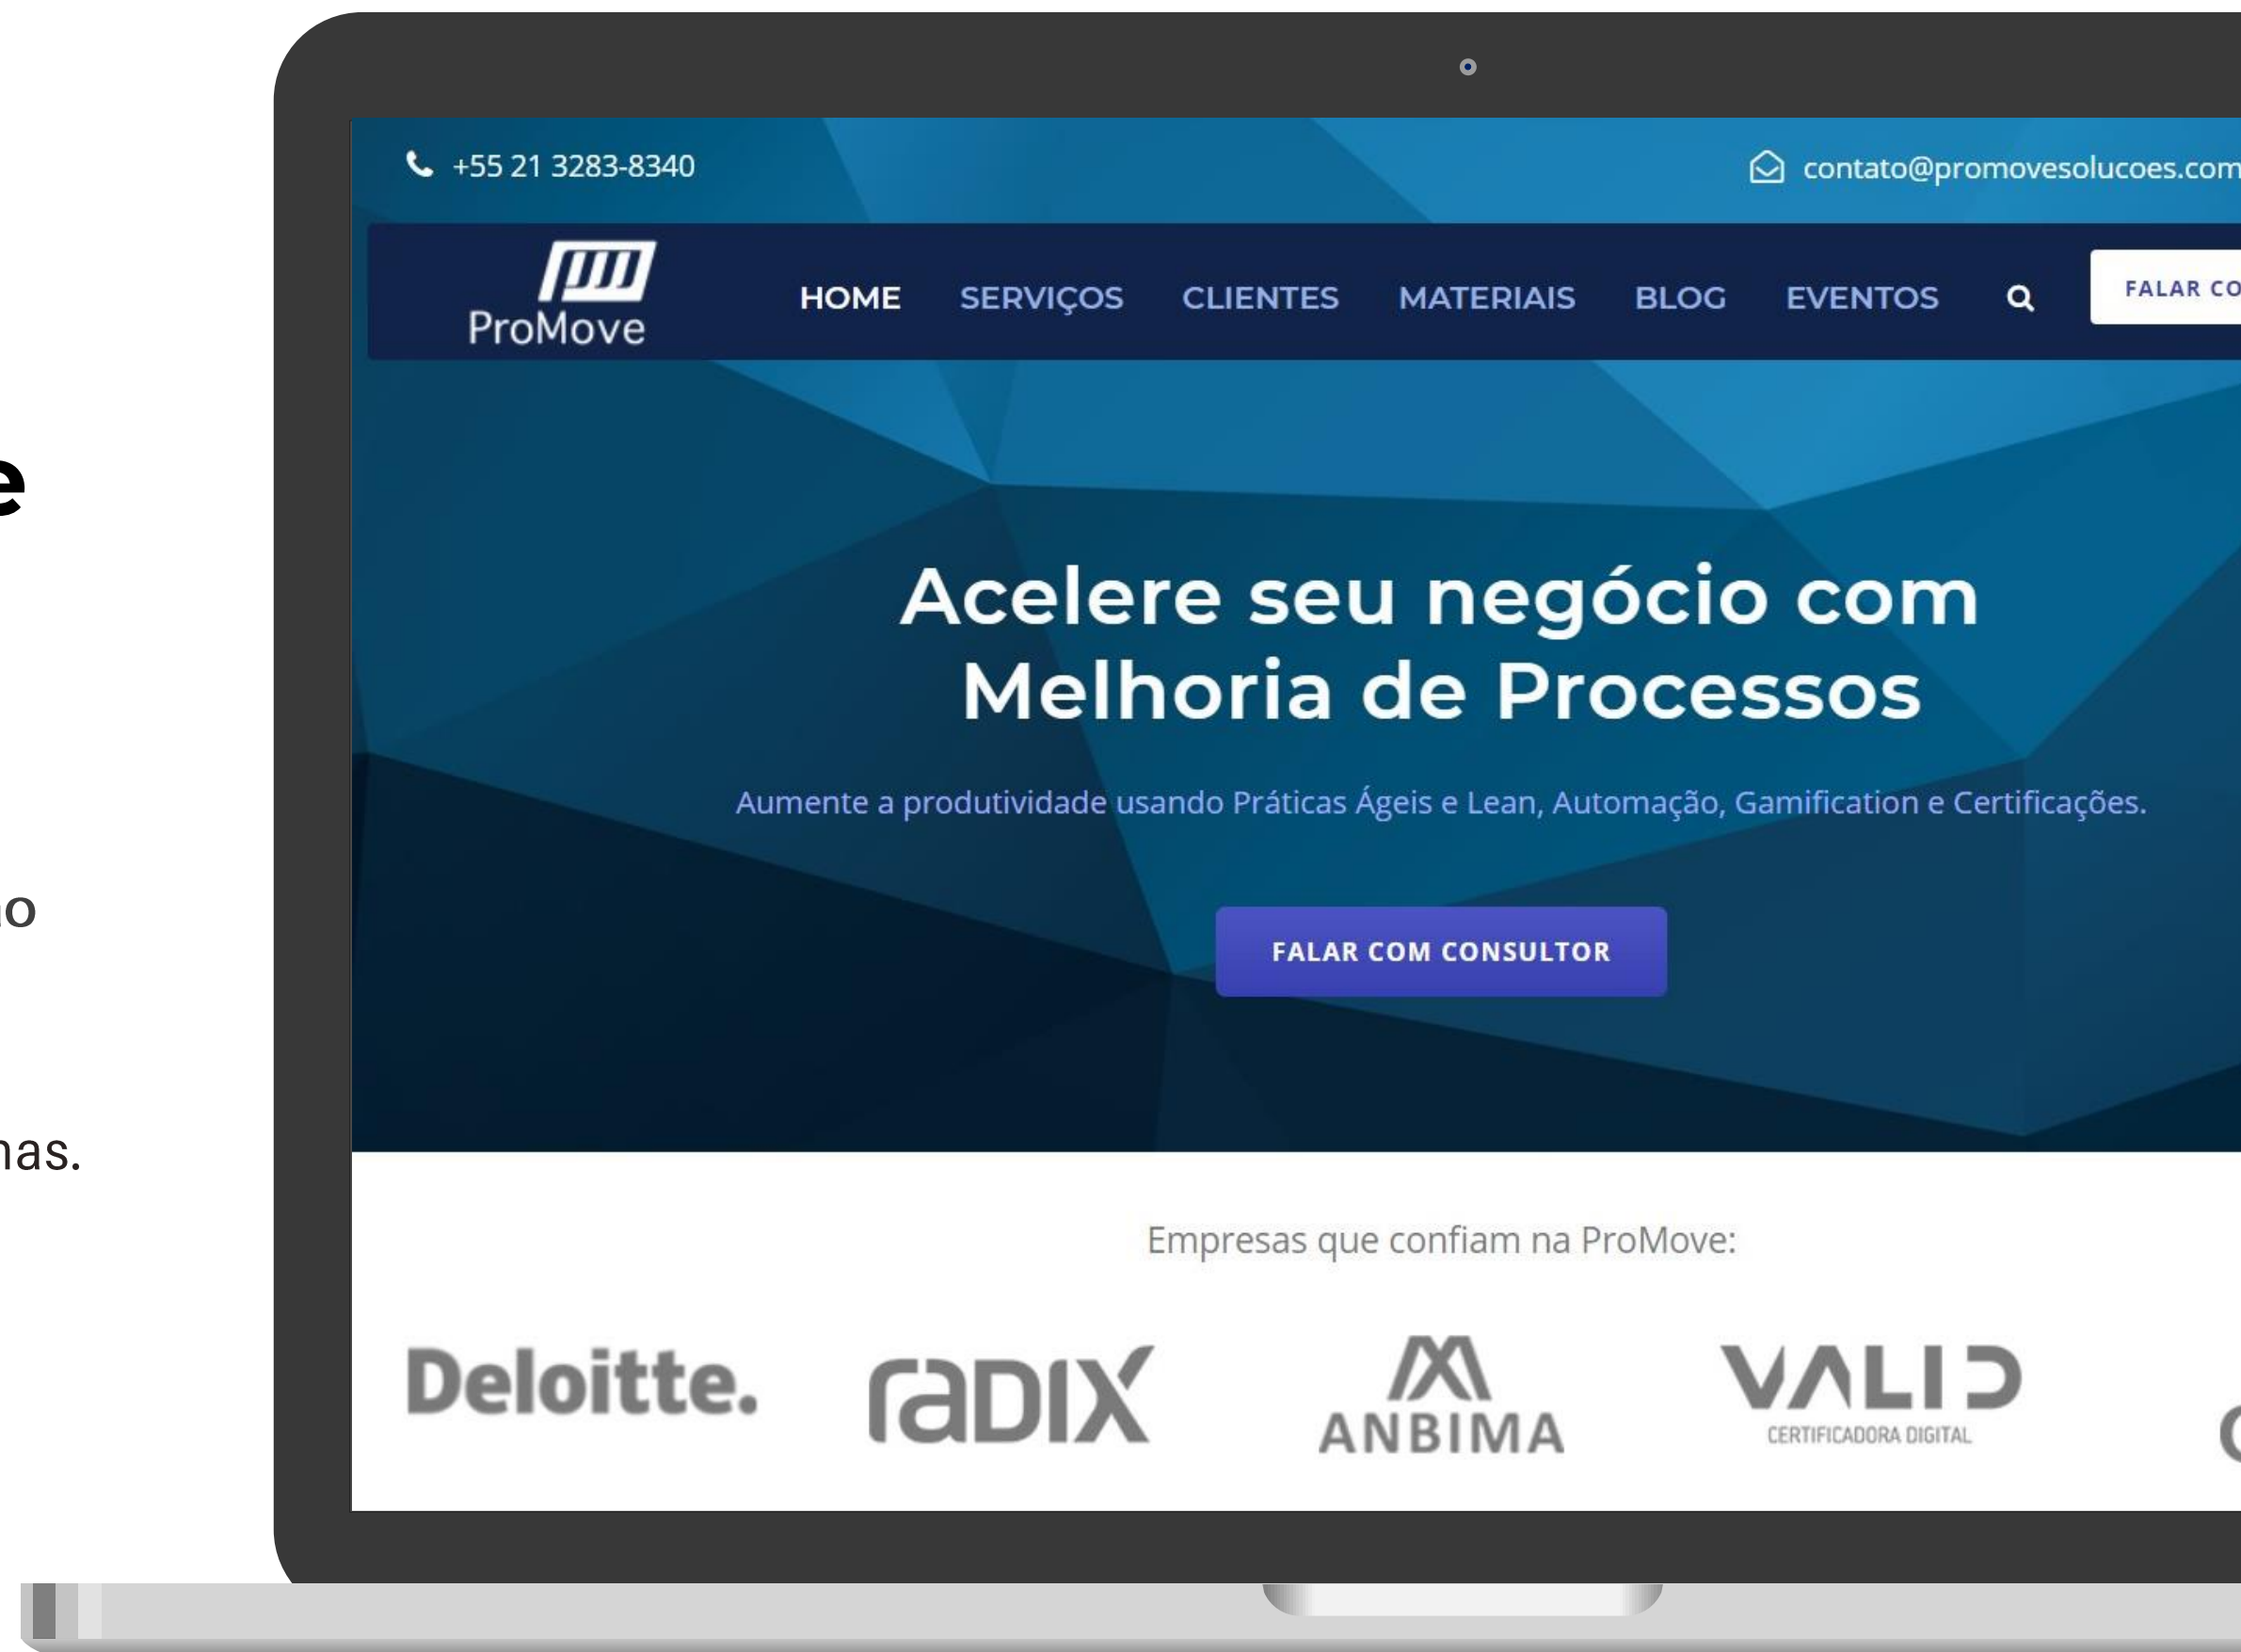 +55 21 3283-8340
contato@promovesolucoes.com
ProMove
HOME SERVIÇOS CLIENTES MATERIAIS BLOG EVENTOS
FALAR CO
Acelere seu negócio com
Melhoria de Processos
Aumente a produtividade usando Práticas Ágeis e Lean, Automação, Gamification e Certificações.
FALAR COM CONSULTOR
Empresas que confiam na ProMove:
Deloitte.
RADIX
ANBIMA
VALID
CERTIFICADORA DIGITAL